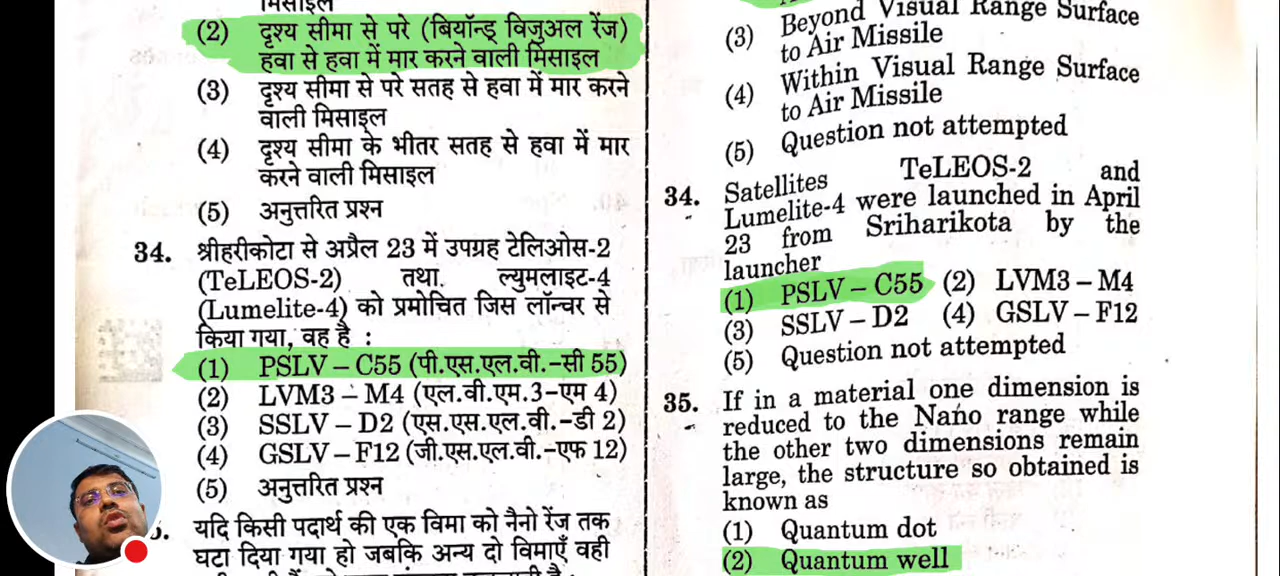 मिसाइल
(2) दृश्य सीमा से परे (बियॉन्ड् विजुअल रेंज)
हवा से हवा में मार करने वाली मिसाइल
(3) दृश्य सीमा से परे सतह से हवा में मार करने
वाली मिसाइल
(4) दृश्य सीमा के भीतर सतह से हवा में मार
करने वाली मिसाइल
(5) अनुत्तरित प्रश्न
34. श्रीहरीकोटा से अप्रैल 23 में उपग्रह टेलिओस-2
(TeLEOS-2) तथा ल्युमलाइट-4
(Lumelite-4) को प्रमोचित जिस लॉन्चर से
किया गया, वह है :
(1) PSLV – C55 (पी.एस.एल.वी.-सी 55)
(2) LVM3 – M4 (एल.वी.एम.3-एम 4)
(3) SSLV – D2 (एस.एस.एल.वी.-डी 2)
(4) GSLV – F12 (जी.एस.एल.वी.-एफ 12)
(5) अनुत्तरित प्रश्न
यदि किसी पदार्थ की एक विमा को नैनो रेंज तक
घटा दिया गया हो जबकि अन्य दो विमाएँ वही
(3) Beyond Visual Range Surface
to Air Missile
(4) Within Visual Range Surface
to Air Missile
(5) Question not attempted
34. Satellites TeLEOS-2 and
Lumelite-4 were launched in April
23 from Sriharikota by the
launcher
(1) PSLV – C55 (2) LVM3 – M4
(3) SSLV – D2 (4) GSLV – F12
(5) Question not attempted
35. If in a material one dimension is
reduced to the Nano range while
the other two dimensions remain
large, the structure so obtained is
known as
(1) Quantum dot
(2) Quantum well